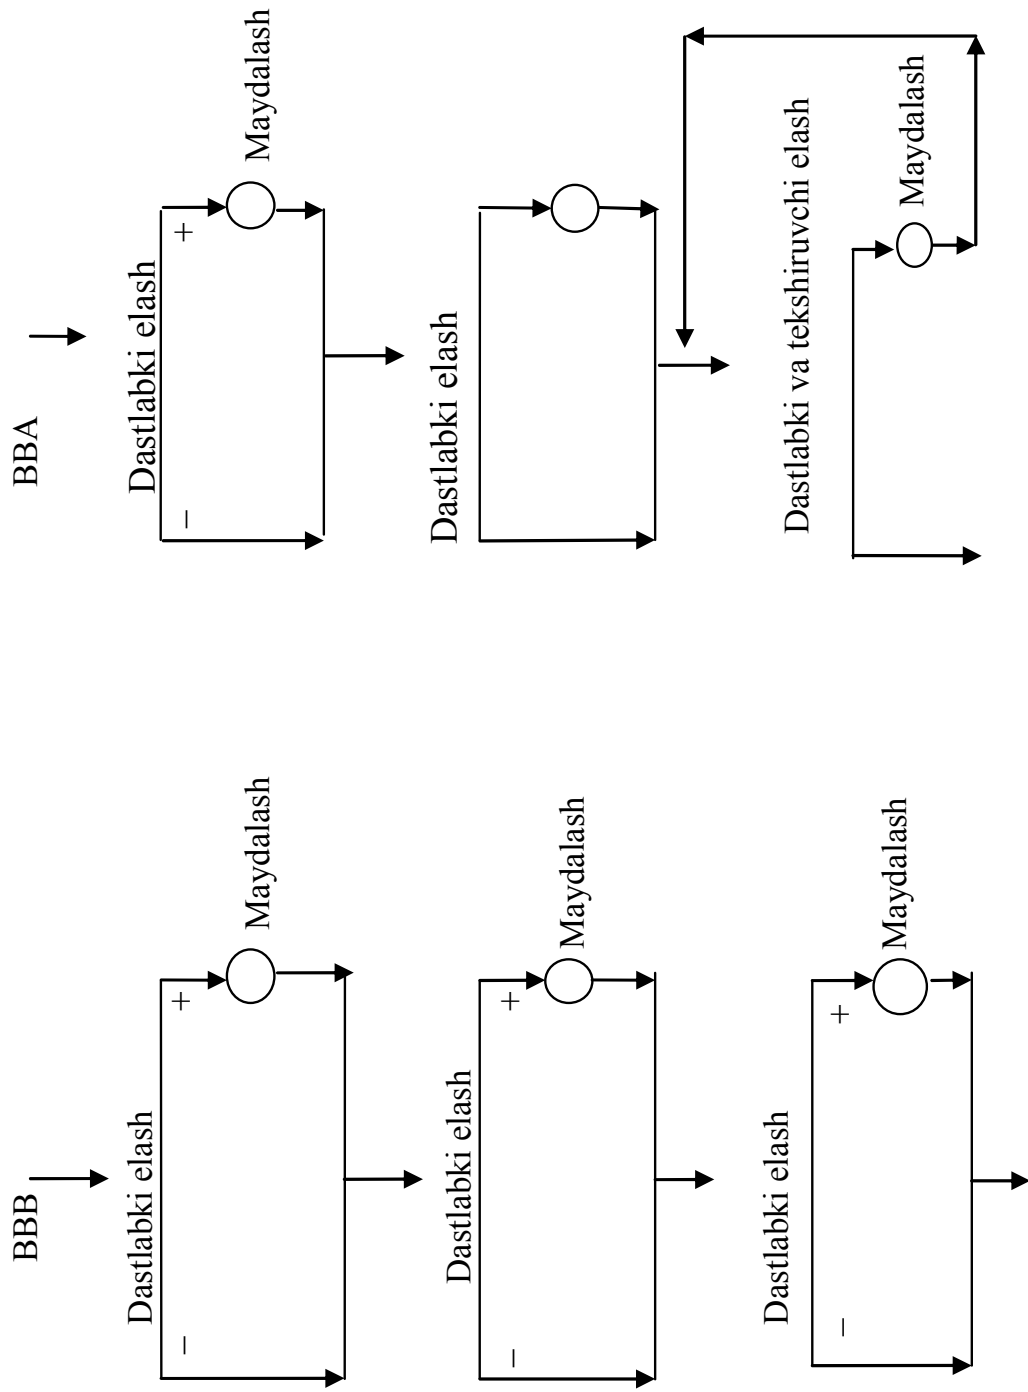 BBB
Dastlabki elash
− +
Maydalash
Dastlabki elash
− +
Maydalash
Dastlabki elash
− +
Maydalash
BBA
Dastlabki elash
− +
Maydalash
Dastlabki elash
Dastlabki va tekshiruvchi elash
Maydalash